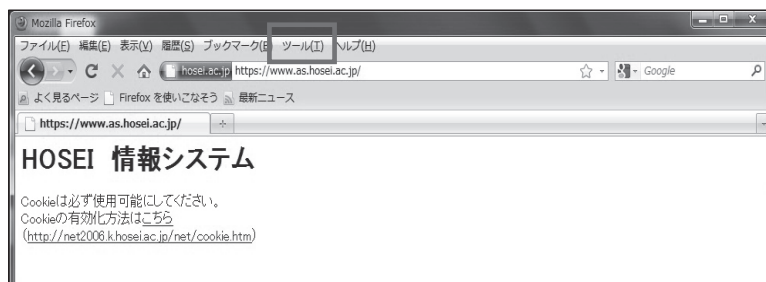 Mozilla Firefox
ファイル(F) 編集(E) 表示(V) 履歴(S) ブックマーク(B) ツール(T) ヘルプ(H)
hosei.ac.jp https://www.as.hosei.ac.jp/ Google
よく見るページ Firefox を使いこなそう 最新ニュース
https://www.as.hosei.ac.jp/
HOSEI 情報システム
Cookieは必ず使用可能にしてください。
Cookieの有効化方法はこちら
(http://net2006.k.hosei.ac.jp/net/cookie.htm)